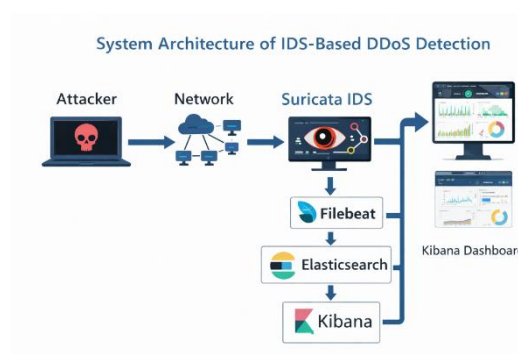 System Architecture of IDS-Based DDoS Detection
Attacker
Network
Suricata IDS
Filebeat
Elasticsearch
Kibana
Kibana Dashboar